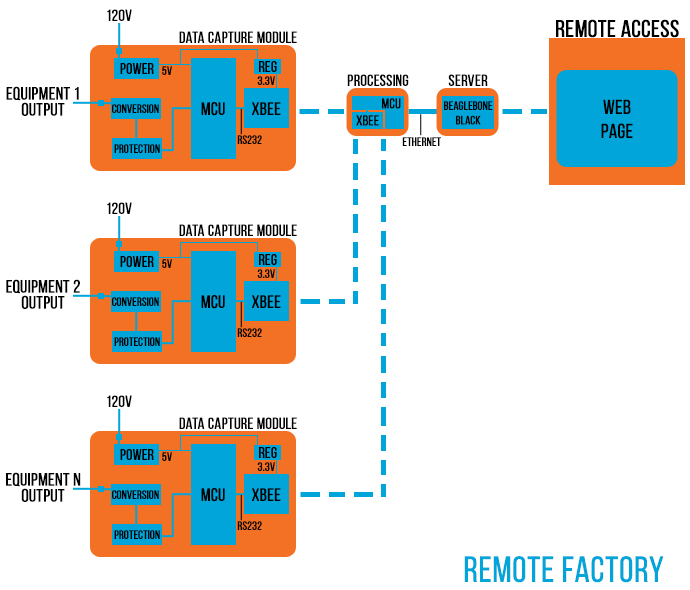 120V
DATA CAPTURE MODULE
POWER
5V
REG
3.3V
EQUIPMENT 1
OUTPUT
CONVERSION
MCU
XBEE
PROTECTION
RS232
PROCESSING
MCU
XBEE
ETHERNET
SERVER
BEAGLEBONE
BLACK
REMOTE ACCESS
WEB
PAGE
120V
DATA CAPTURE MODULE
POWER
5V
REG
3.3V
EQUIPMENT 2
OUTPUT
CONVERSION
MCU
XBEE
PROTECTION
RS232
120V
DATA CAPTURE MODULE
POWER
5V
REG
3.3V
EQUIPMENT N
OUTPUT
CONVERSION
MCU
XBEE
PROTECTION
RS232
REMOTE FACTORY